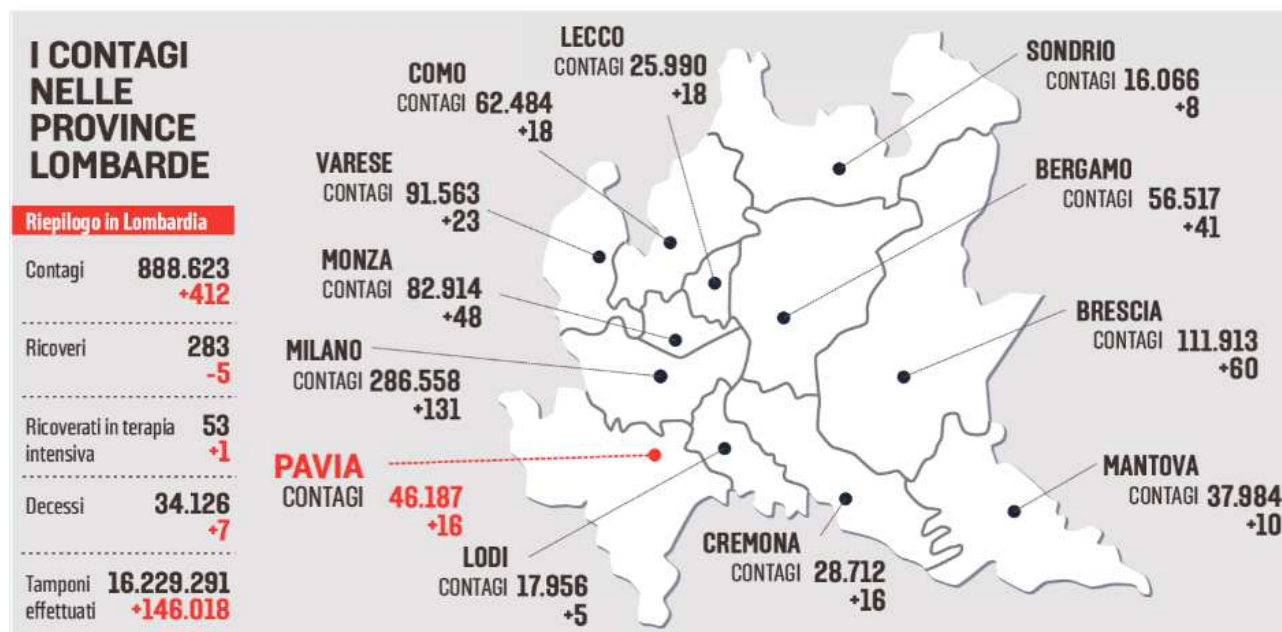 I CONTAGI
NELLE
PROVINCE
LOMBARDE
Riepilogo in Lombardia
Contagi 888.623
+412
Ricoveri 283
-5
Ricoverati in terapia
intensiva 53
+1
Decessi 34.126
+7
Tamponi
effettuati 16.229.291
+146.018
LECCO
CONTAGI 25.990
+18
COMO
CONTAGI 62.484
+18
VARESE
CONTAGI 91.563
+23
MONZA
CONTAGI 82.914
+48
MILANO
CONTAGI 286.558
+131
PAVIA
CONTAGI 46.187
+16
LODI
CONTAGI 17.956
+5
CREMONA
CONTAGI 28.712
+16
SONDRIO
CONTAGI 16.066
+8
BERGAMO
CONTAGI 56.517
+41
BRESCIA
CONTAGI 111.913
+60
MANTOVA
CONTAGI 37.984
+10